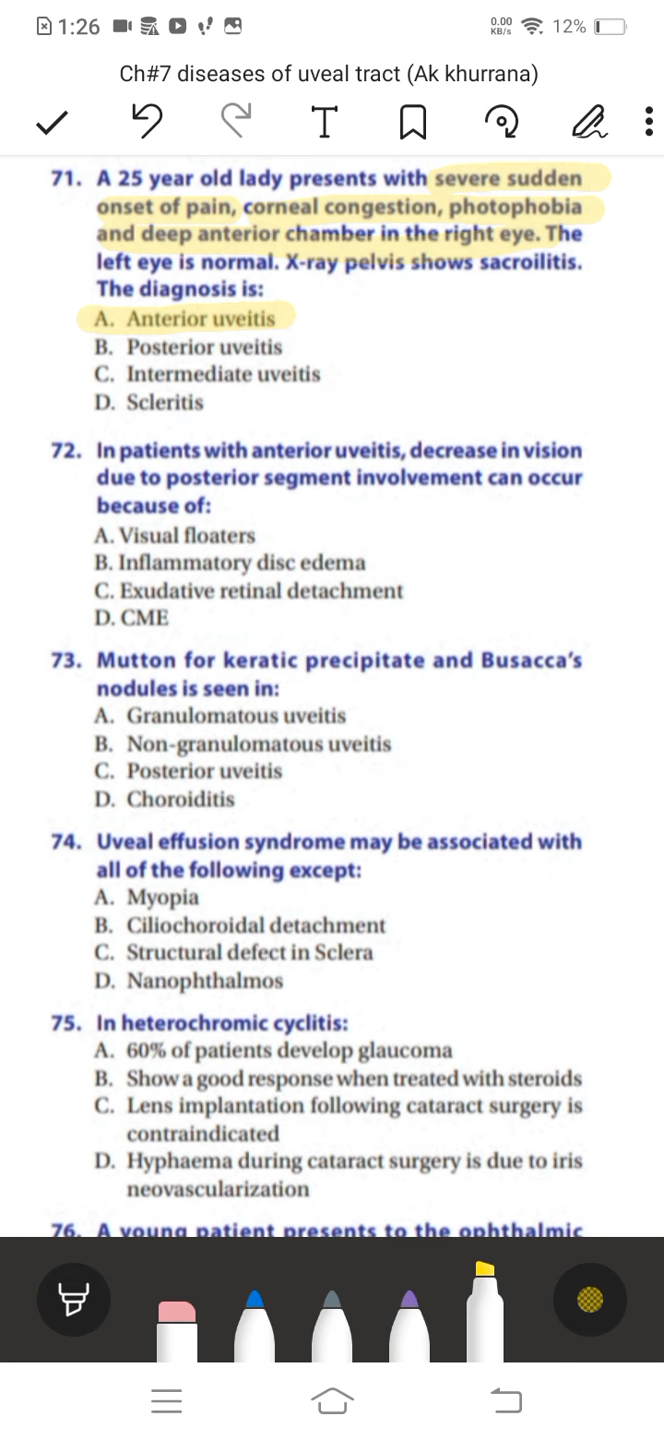 1:26
0.00
KB/s
12%
Ch#7 diseases of uveal tract (Ak khurrana)
T
71. A 25 year old lady presents with severe sudden
onset of pain, corneal congestion, photophobia
and deep anterior chamber in the right eye. The
left eye is normal. X-ray pelvis shows sacroilitis.
The diagnosis is:
A. Anterior uveitis
B. Posterior uveitis
C. Intermediate uveitis
D. Scleritis
72. In patients with anterior uveitis, decrease in vision
due to posterior segment involvement can occur
because of:
A. Visual floaters
B. Inflammatory disc edema
C. Exudative retinal detachment
D. CME
73. Mutton for keratic precipitate and Busacca's
nodules is seen in:
A. Granulomatous uveitis
B. Non-granulomatous uveitis
C. Posterior uveitis
D. Choroiditis
74. Uveal effusion syndrome may be associated with
all of the following except:
A. Myopia
B. Ciliochoroidal detachment
C. Structural defect in Sclera
D. Nanophthalmos
75. In heterochromic cyclitis:
A. 60% of patients develop glaucoma
B. Show a good response when treated with steroids
C. Lens implantation following cataract surgery is
contraindicated
D. Hyphaema during cataract surgery is due to iris
neovascularization
76. A young patient presents to the ophthalmic